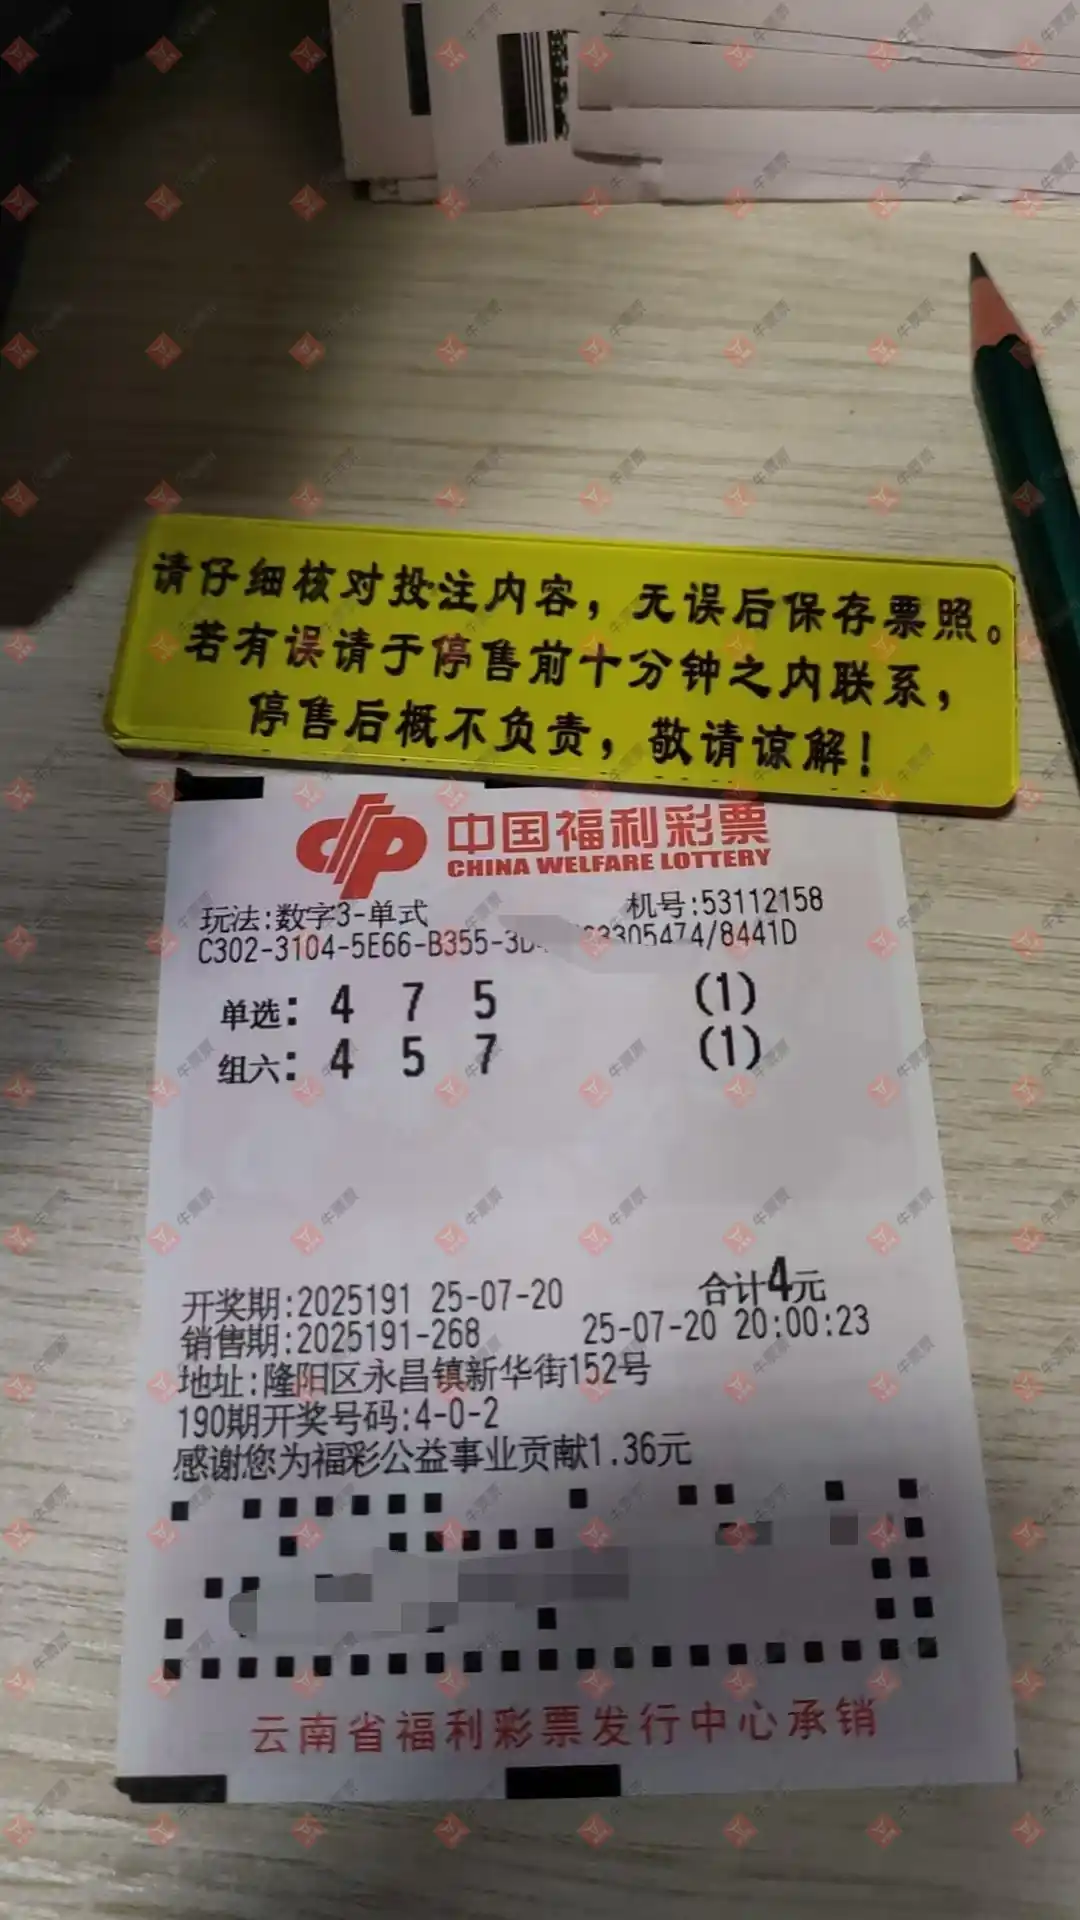 请仔细核对投注内容，无误后保存票照。
若有误请于停售前十分钟之内联系，
停售后概不负责，敬请谅解！
中国福利彩票
CHINA WELFARE LOTTERY
玩法:数字3-单式 机号:53112158
C302-3104-5E66-B355-3D 3305474/8441D
单选: 4 7 5 (1)
组六: 4 5 7 (1)
合计4元
开奖期:2025191 25-07-20
销售期:2025191-268 25-07-20 20:00:23
地址:隆阳区永昌镇新华街152号
190期开奖号码:4-0-2
感谢您为福彩公益事业贡献1.36元
云南省福利彩票发行中心承销
牛票票